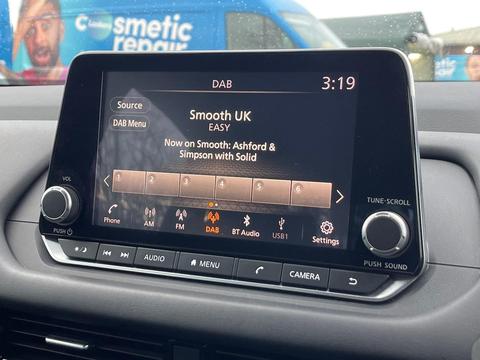 smetic
repair
DAB
3:19
Source
DAB Menu
Smooth UK
EASY
Now on Smooth: Ashford &
Simpson with Solid
1 2 3 4 5 6
Phone
AM
FM
DAB
BT Audio
USB1
Settings
VOL
PUSH
TUNE·SCROLL
PUSH SOUND
AUDIO
MENU
CAMERA